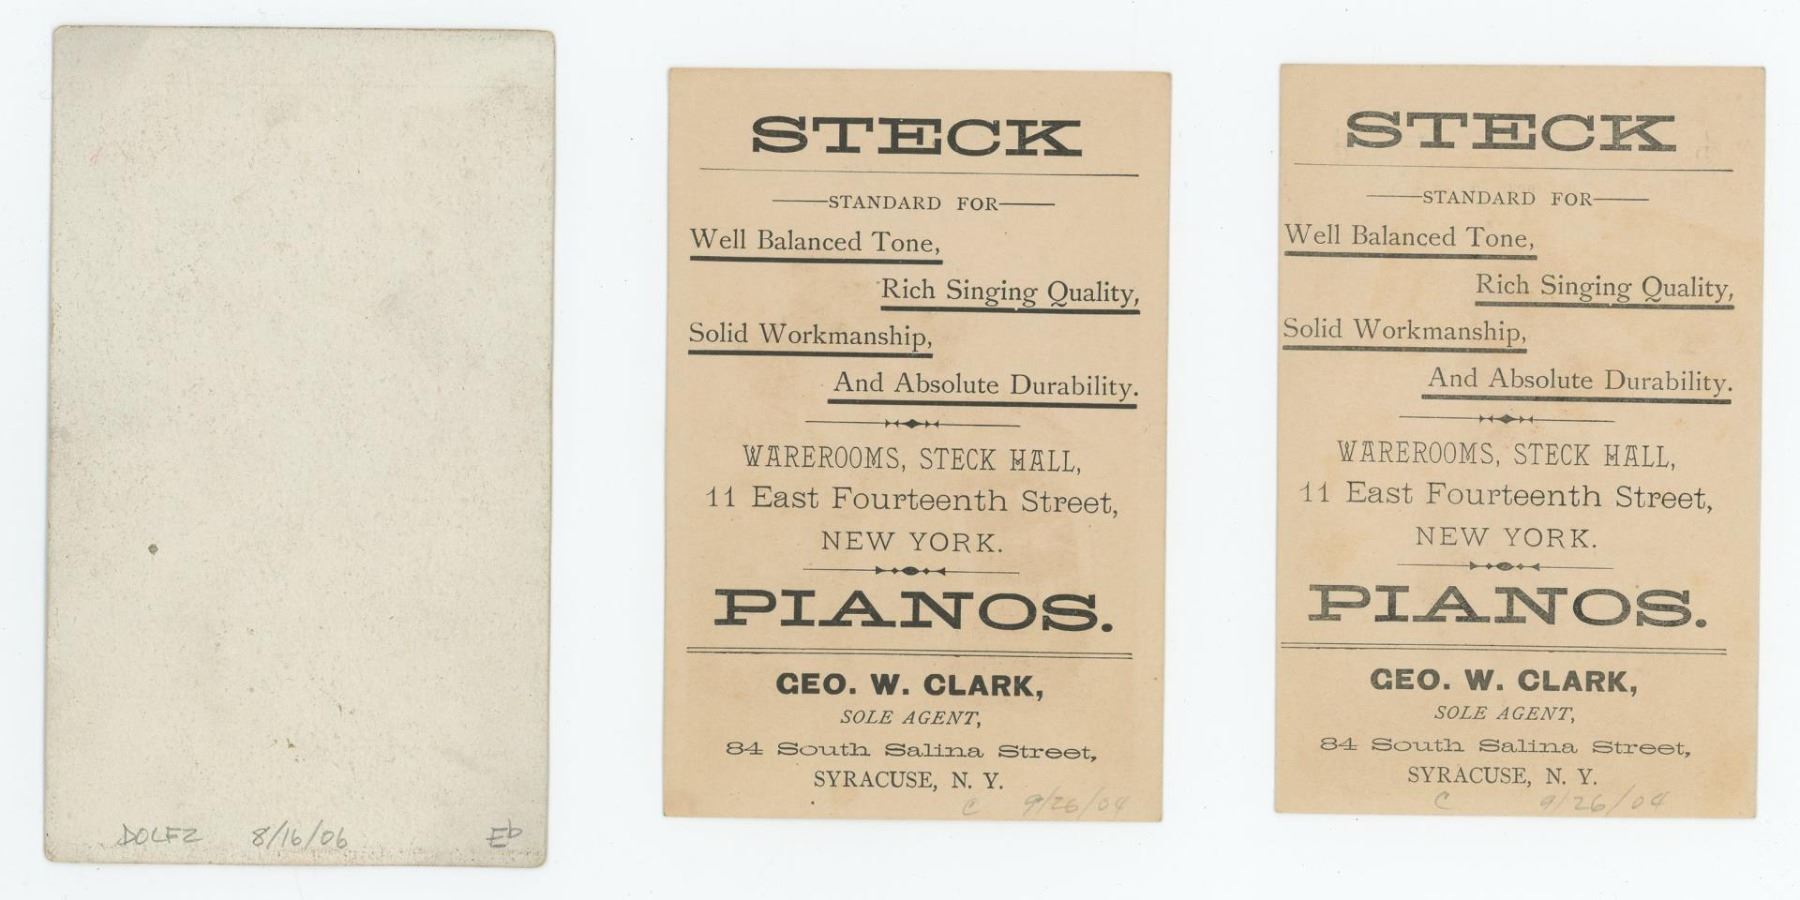 DOLFZ 8/16/06 Eb
STECK
STANDARD FOR
Well Balanced Tone,
Rich Singing Quality,
Solid Workmanship,
And Absolute Durability.
WAREROOMS, STECK HALL,
11 East Fourteenth Street,
NEW YORK.
PIANOS.
GEO. W. CLARK,
SOLE AGENT,
84 South Salina Street,
SYRACUSE, N. Y.
C 9/26/04
STECK
STANDARD FOR
Well Balanced Tone,
Rich Singing Quality,
Solid Workmanship,
And Absolute Durability.
WAREROOMS, STECK HALL,
11 East Fourteenth Street,
NEW YORK.
PIANOS.
GEO. W. CLARK,
SOLE AGENT,
84 South Salina Street,
SYRACUSE, N. Y.
C 9/26/04